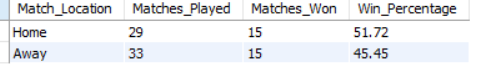 Match_Location Matches_Played Matches_Won Win_Percentage
Home 29 15 51.72
Away 33 15 45.45